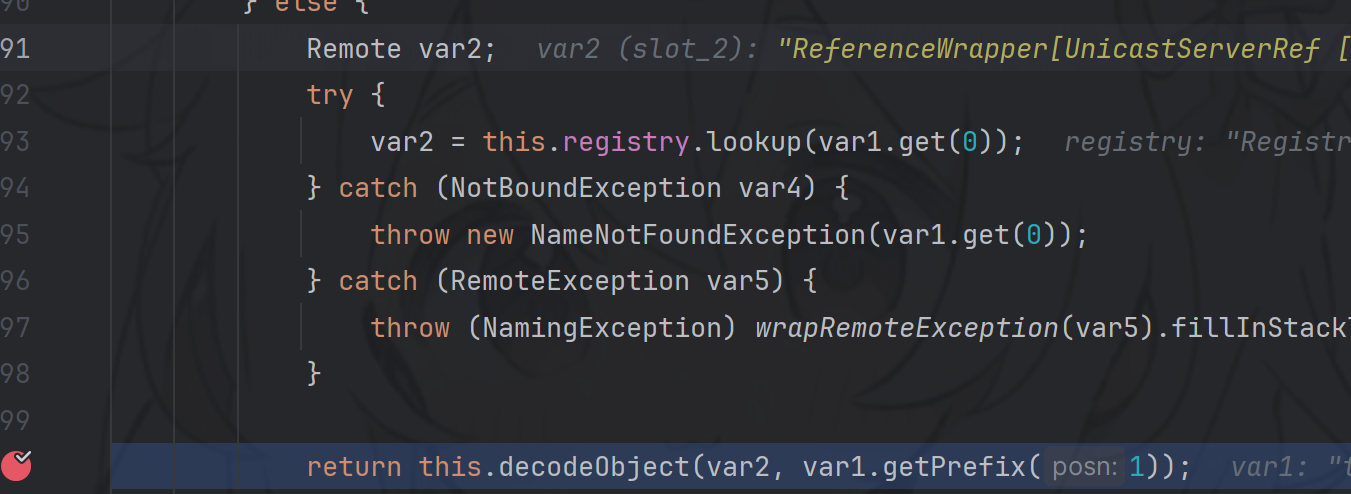 90 } else {
91 Remote var2; var2 (slot_2): "ReferenceWrapper[UnicastServerRef [
92 try {
93 var2 = this.registry.lookup(var1.get(0)); registry: "Registr
94 } catch (NotBoundException var4) {
95 throw new NameNotFoundException(var1.get(0));
96 } catch (RemoteException var5) {
97 throw (NamingException) wrapRemoteException(var5).fillInStack
98 }
99
return this.decodeObject(var2, var1.getPrefix( posn: 1)); var1: "